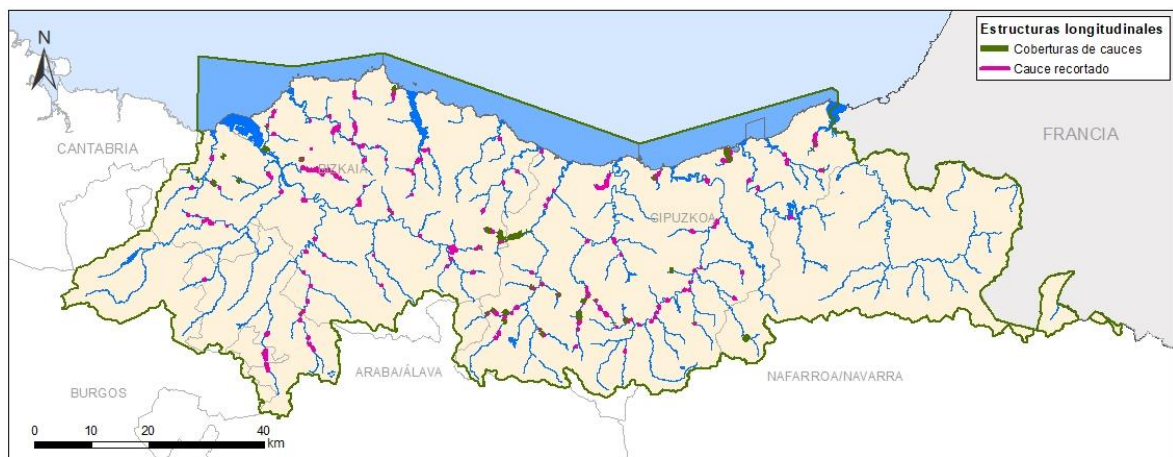 N
Estructuras longitudinales
Coberturas de cauces
Cauce recortado
FRANCIA
CANTABRIA
BIZKAIA
GIPUZKOA
ARABA/ÁLAVA
NAFARROA/NAVARRA
BURGOS
0 10 20 40
km